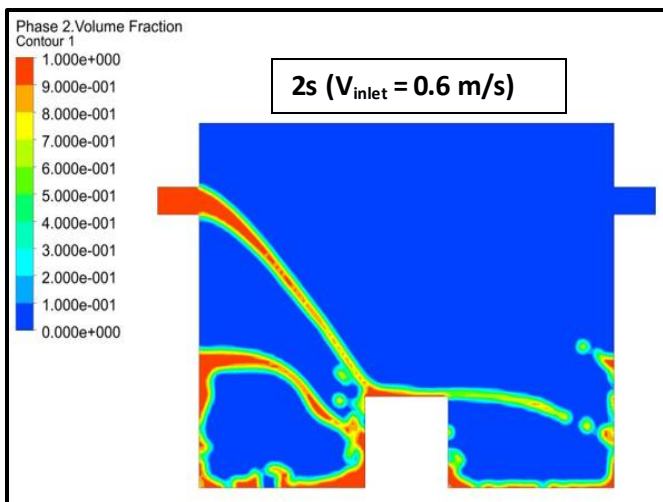 Phase 2.Volume Fraction
Contour 1
1.000e+000
9.000e-001
8.000e-001
7.000e-001
6.000e-001
5.000e-001
4.000e-001
3.000e-001
2.000e-001
1.000e-001
0.000e+000
2s (Vinlet = 0.6 m/s)